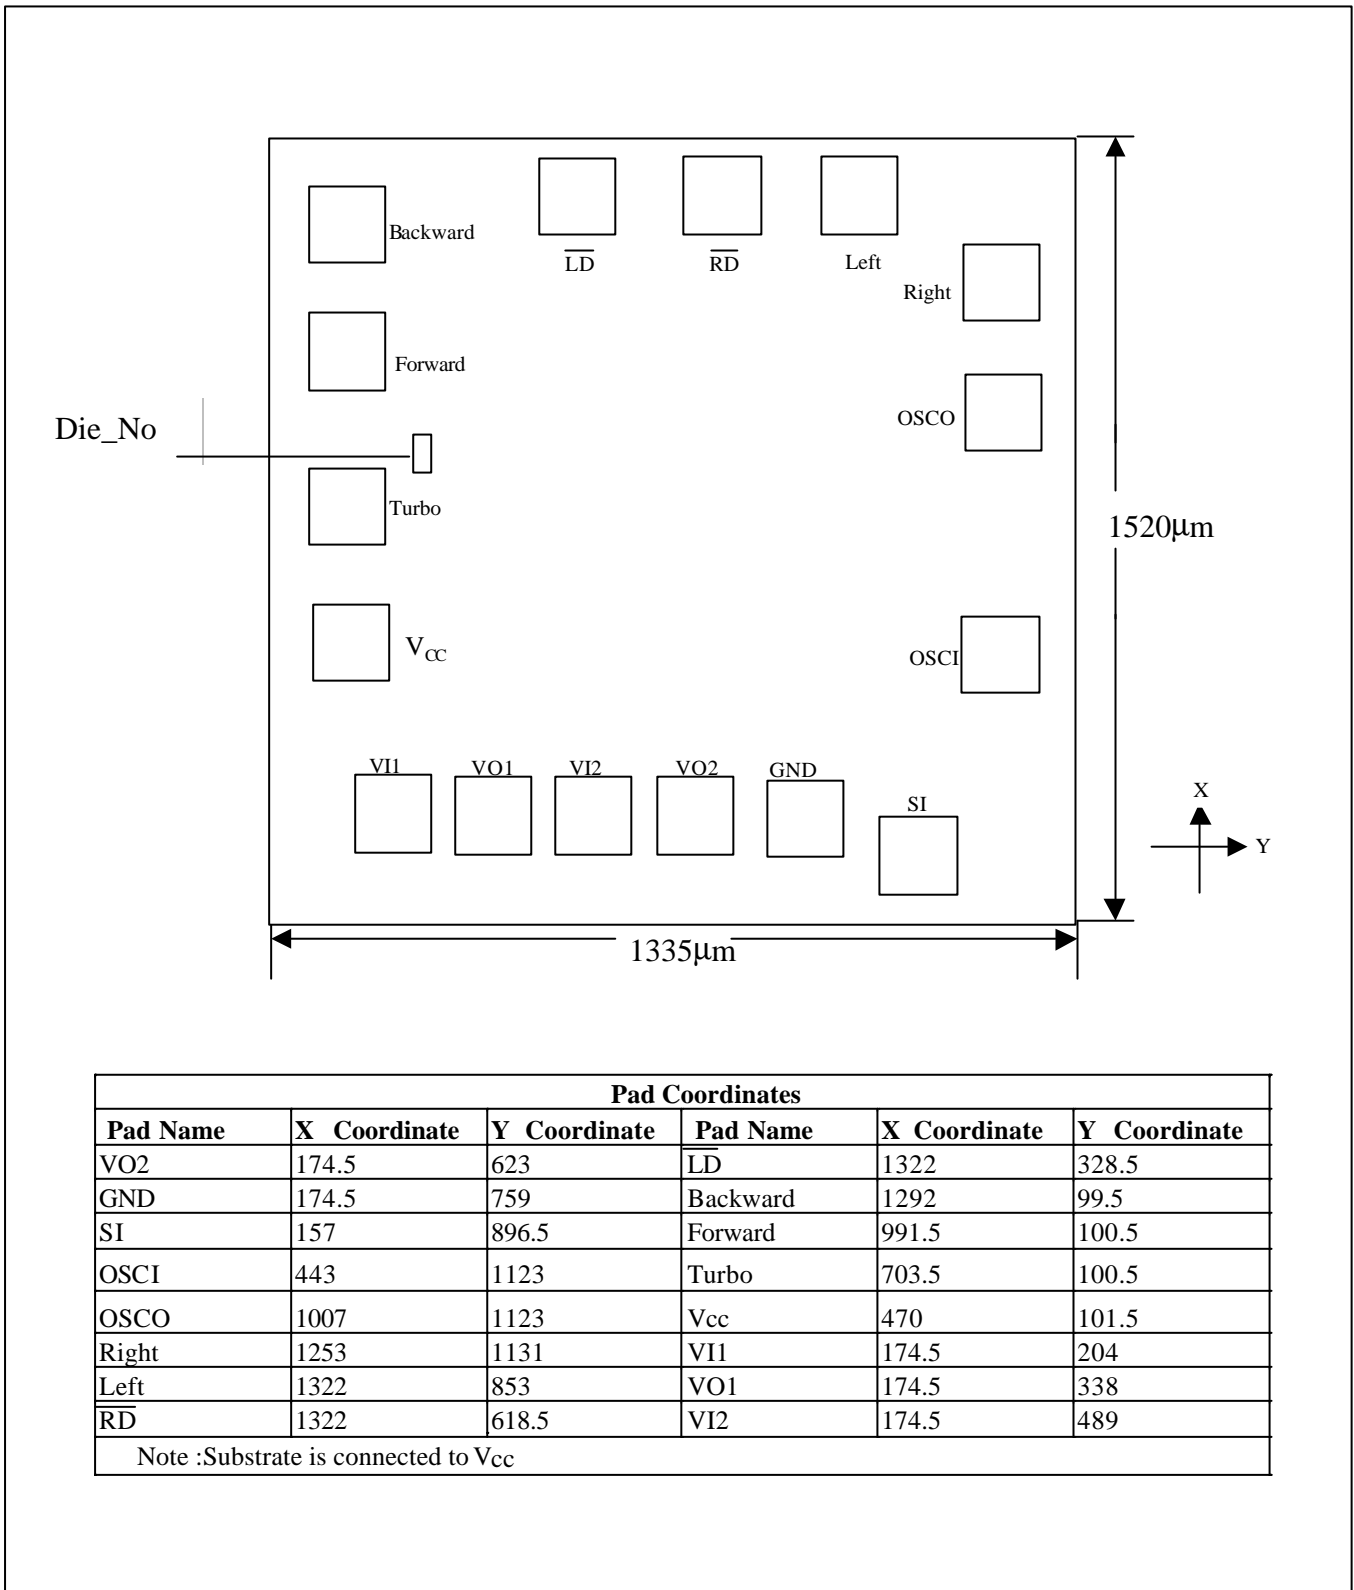 Backward
L̅D̅
R̅D̅
Left
Right
Forward
OSCO
Die_No
Turbo
1520μm
VCC
OSCI
VI1 VO1 VI2 VO2 GND
SI
X
Y
1335μm
Pad Coordinates
Pad Name X Coordinate Y Coordinate Pad Name X Coordinate Y Coordinate
VO2 174.5 623 L̅D̅ 1322 328.5
GND 174.5 759 Backward 1292 99.5
SI 157 896.5 Forward 991.5 100.5
OSCI 443 1123 Turbo 703.5 100.5
OSCO 1007 1123 Vcc 470 101.5
Right 1253 1131 VI1 174.5 204
Left 1322 853 VO1 174.5 338
R̅D̅ 1322 618.5 VI2 174.5 489
Note :Substrate is connected to Vcc